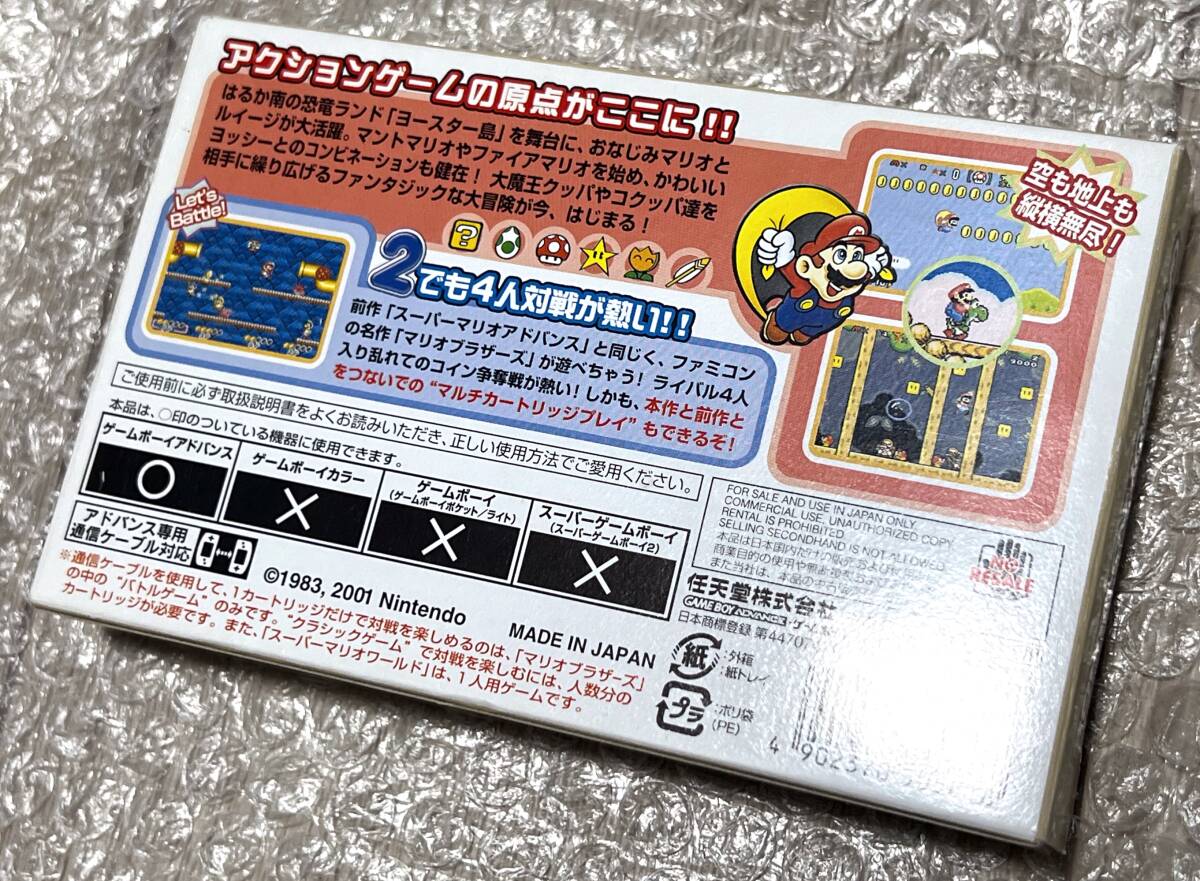 アクションゲームの原点がここに!!
はるか南の恐竜ランド「ヨースター島」を舞台に、おなじみマリオと
ルイージが大活躍。マントマリオやファイアマリオを始め、かわいい
ヨッシーとのコンビネーションも健在! 大魔王クッパやコクッパ達を
相手に繰り広げるファンタジックな大冒険が今、はじまる!
空も地上も
縦横無尽!
Let's
Battle!
2でも4人対戦が熱い!!
前作「スーパーマリオアドバンス」と同じく、ファミコン
の名作「マリオブラザーズ」が遊べちゃう! ライバル4人
入り乱れてのコイン争奪戦が熱い! しかも、本作と前作と
をつないでの“マルチカートリッジプレイ”もできるぞ!
ご使用前に必ず取扱説明書をよくお読みいただき、正しい使用方法でご愛用ください。
本品は、○印のついている機器に使用できます。
ゲームボーイアドバンス
○
ゲームボーイカラー
×
ゲームボーイ
(ゲームボーイポケット/ライト)
×
スーパーゲームボーイ
(スーパーゲームボーイ2)
×
アドバンス専用
通信ケーブル対応
©1983, 2001 Nintendo
MADE IN JAPAN
※通信ケーブルを使用して、1カートリッジだけで対戦を楽しめるのは、「マリオブラザーズ」
の中の“バトルゲーム”のみです。“クラシックゲーム”で対戦を楽しむには、人数分の
カートリッジが必要です。また、「スーパーマリオワールド」は、1人用ゲームです。
FOR SALE AND USE IN JAPAN ONLY.
COMMERCIAL USE, UNAUTHORIZED COPY,
RENTAL IS PROHIBITED.
SELLING SECONDHAND IS NOT ALLOWED.
本品は日本国内だけの販売および
商業目的の使用や無断
また当社は、本品の
NO
RESALE
任天堂株式会社
GAME BOY ADVANCE・ゲーム
日本商標登録 第4470
紙
:外箱
:紙トレイ
プラ
:ポリ袋
(PE)
4 902370